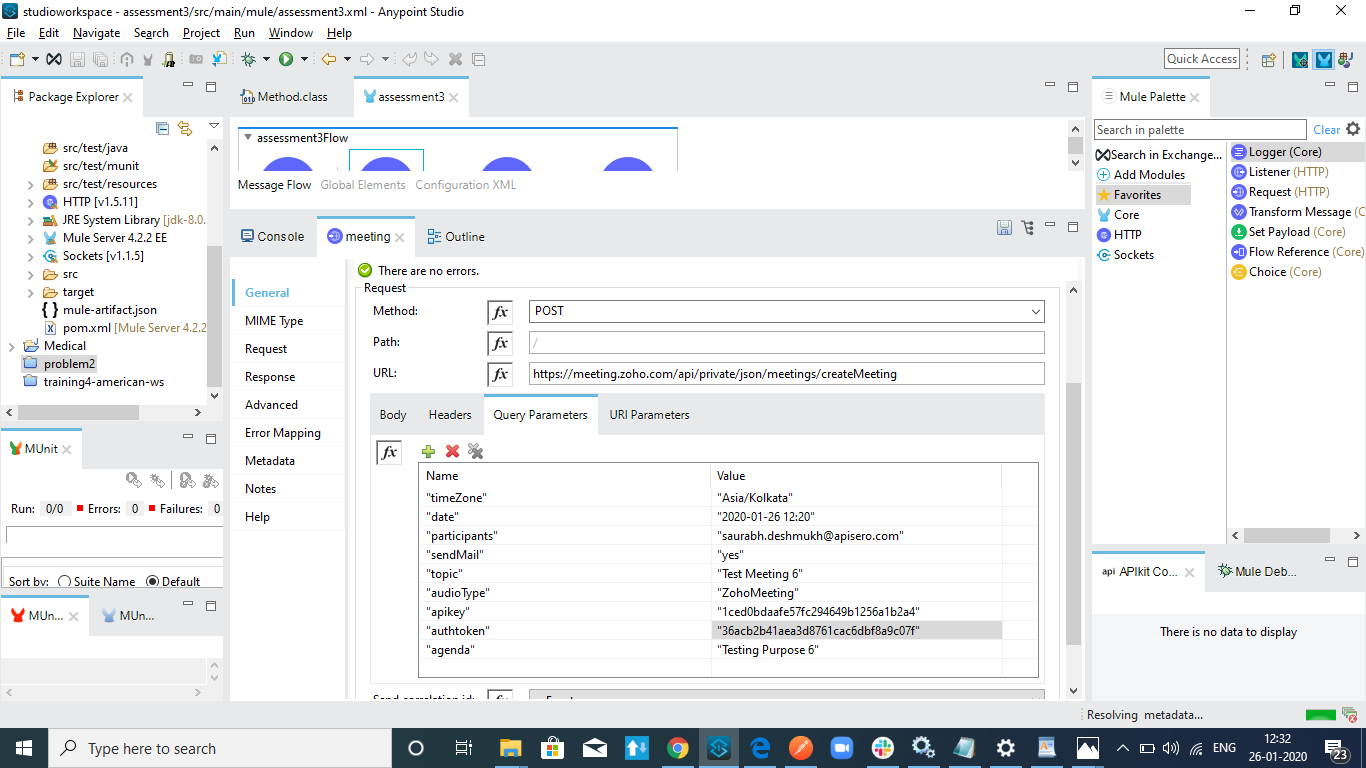 studioworkspace - assessment3/src/main/mule/assessment3.xml - Anypoint Studio
File Edit Navigate Search Project Run Window Help
Quick Access
Package Explorer
src/test/java
src/test/munit
src/test/resources
HTTP [v1.5.11]
JRE System Library [jdk-8.0.
Mule Server 4.2.2 EE
Sockets [v1.1.5]
src
target
mule-artifact.json
pom.xml [Mule Server 4.2.2
Medical
problem2
training4-american-ws
MUnit
Run: 0/0 Errors: 0 Failures: 0
Sort by: Suite Name Default
MUn... MUn...
Method.class assessment3
assessment3Flow
Message Flow Global Elements Configuration XML
Console meeting Outline
There are no errors.
General
MIME Type
Request
Response
Advanced
Error Mapping
Metadata
Notes
Help
Request
Method: fx POST
Path: fx /
URL: fx https://meeting.zoho.com/api/private/json/meetings/createMeeting
Body Headers Query Parameters URI Parameters
fx
Name Value
"timeZone" "Asia/Kolkata"
"date" "2020-01-26 12:20"
"participants" "saurabh.deshmukh@apisero.com"
"sendMail" "yes"
"topic" "Test Meeting 6"
"audioType" "ZohoMeeting"
"apikey" "1ced0bdaafe57fc294649b1256a1b2a4"
"authtoken" "36acb2b41aea3d8761cac6dbf8a9c07f"
"agenda" "Testing Purpose 6"
Mule Palette
Search in palette Clear
Search in Exchange...
Add Modules
Favorites
Core
HTTP
Sockets
Logger (Core)
Listener (HTTP)
Request (HTTP)
Transform Message (C
Set Payload (Core)
Flow Reference (Core)
Choice (Core)
api APIkit Co... Mule Deb...
There is no data to display
Resolving metadata...
Type here to search
ENG
12:32
26-01-2020
23